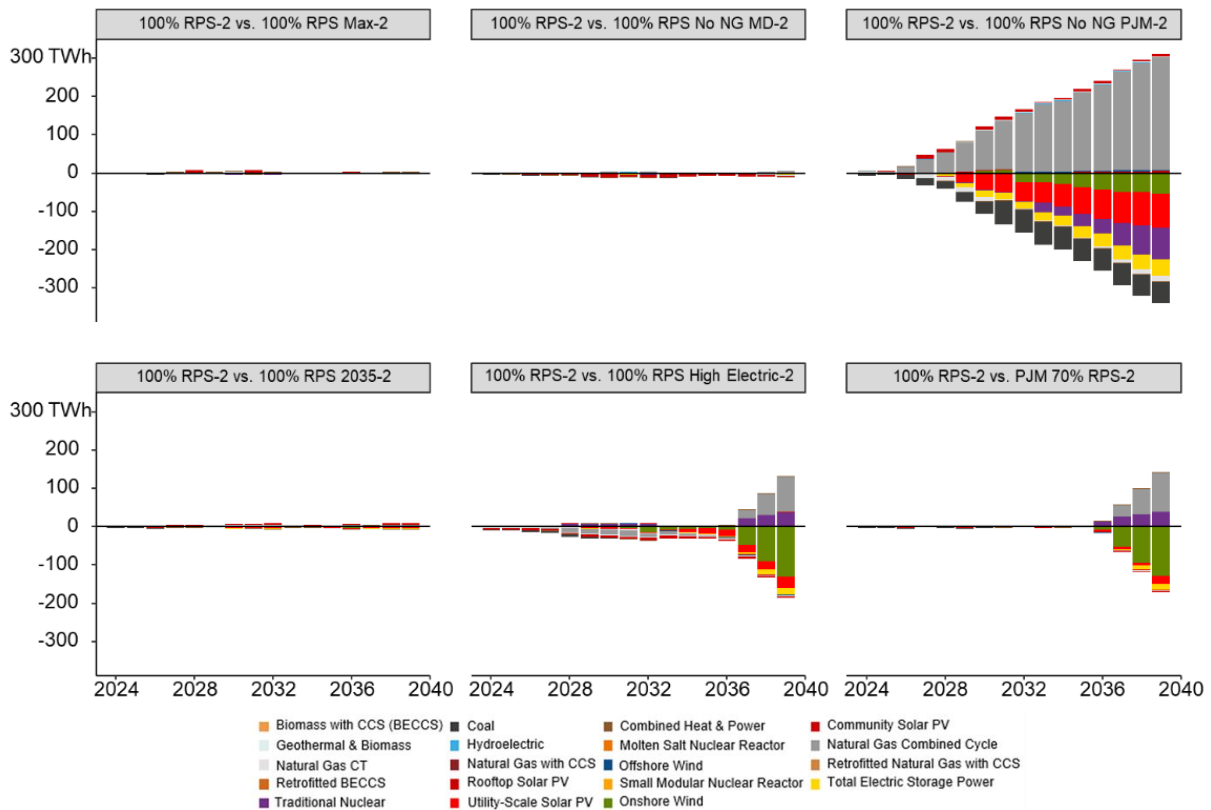 100% RPS-2 vs. 100% RPS Max-2
100% RPS-2 vs. 100% RPS No NG MD-2
100% RPS-2 vs. 100% RPS No NG PJM-2
300 TWh
200
100
0
-100
-200
-300
100% RPS-2 vs. 100% RPS 2035-2
100% RPS-2 vs. 100% RPS High Electric-2
100% RPS-2 vs. PJM 70% RPS-2
300 TWh
200
100
0
-100
-200
-300
2024 2028 2032 2036 2040
2024 2028 2032 2036 2040
2024 2028 2032 2036 2040
Biomass with CCS (BECCS) Coal Combined Heat & Power Community Solar PV
Geothermal & Biomass Hydroelectric Molten Salt Nuclear Reactor Natural Gas Combined Cycle
Natural Gas CT Natural Gas with CCS Offshore Wind Retrofitted Natural Gas with CCS
Retrofitted BECCS Rooftop Solar PV Small Modular Nuclear Reactor Total Electric Storage Power
Traditional Nuclear Utility-Scale Solar PV Onshore Wind